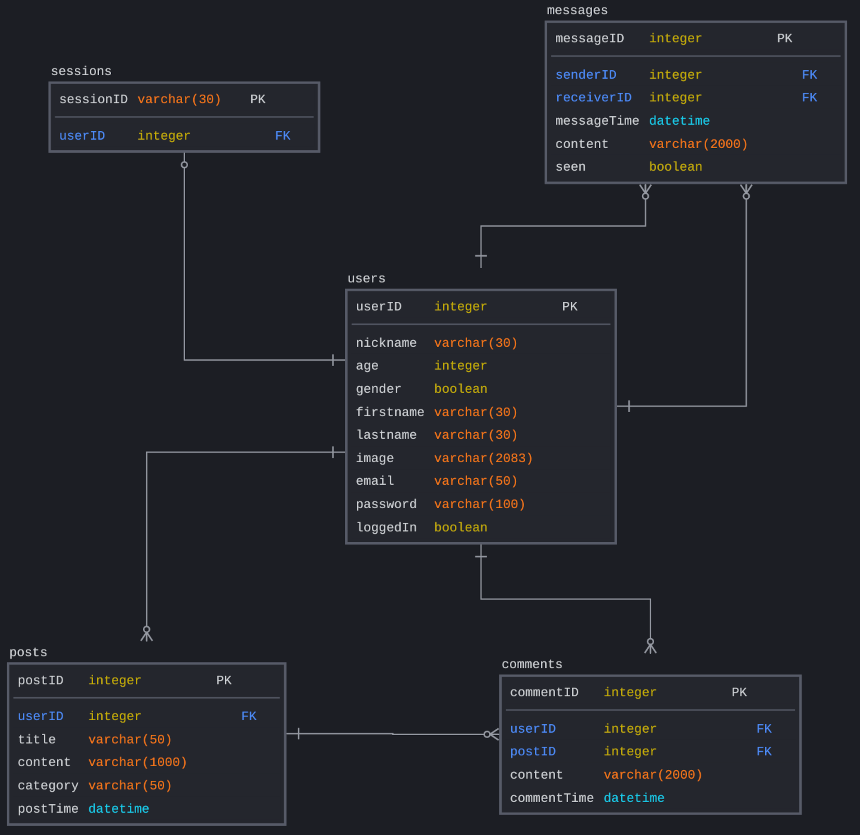 messages
messageID integer PK
senderID integer FK
receiverID integer FK
messageTime datetime
content varchar(2000)
seen boolean
sessions
sessionID varchar(30) PK
userID integer FK
users
userID integer PK
nickname varchar(30)
age integer
gender boolean
firstname varchar(30)
lastname varchar(30)
image varchar(2083)
email varchar(50)
password varchar(100)
loggedIn boolean
posts
postID integer PK
userID integer FK
title varchar(50)
content varchar(1000)
category varchar(50)
postTime datetime
comments
commentID integer PK
userID integer FK
postID integer FK
content varchar(2000)
commentTime datetime